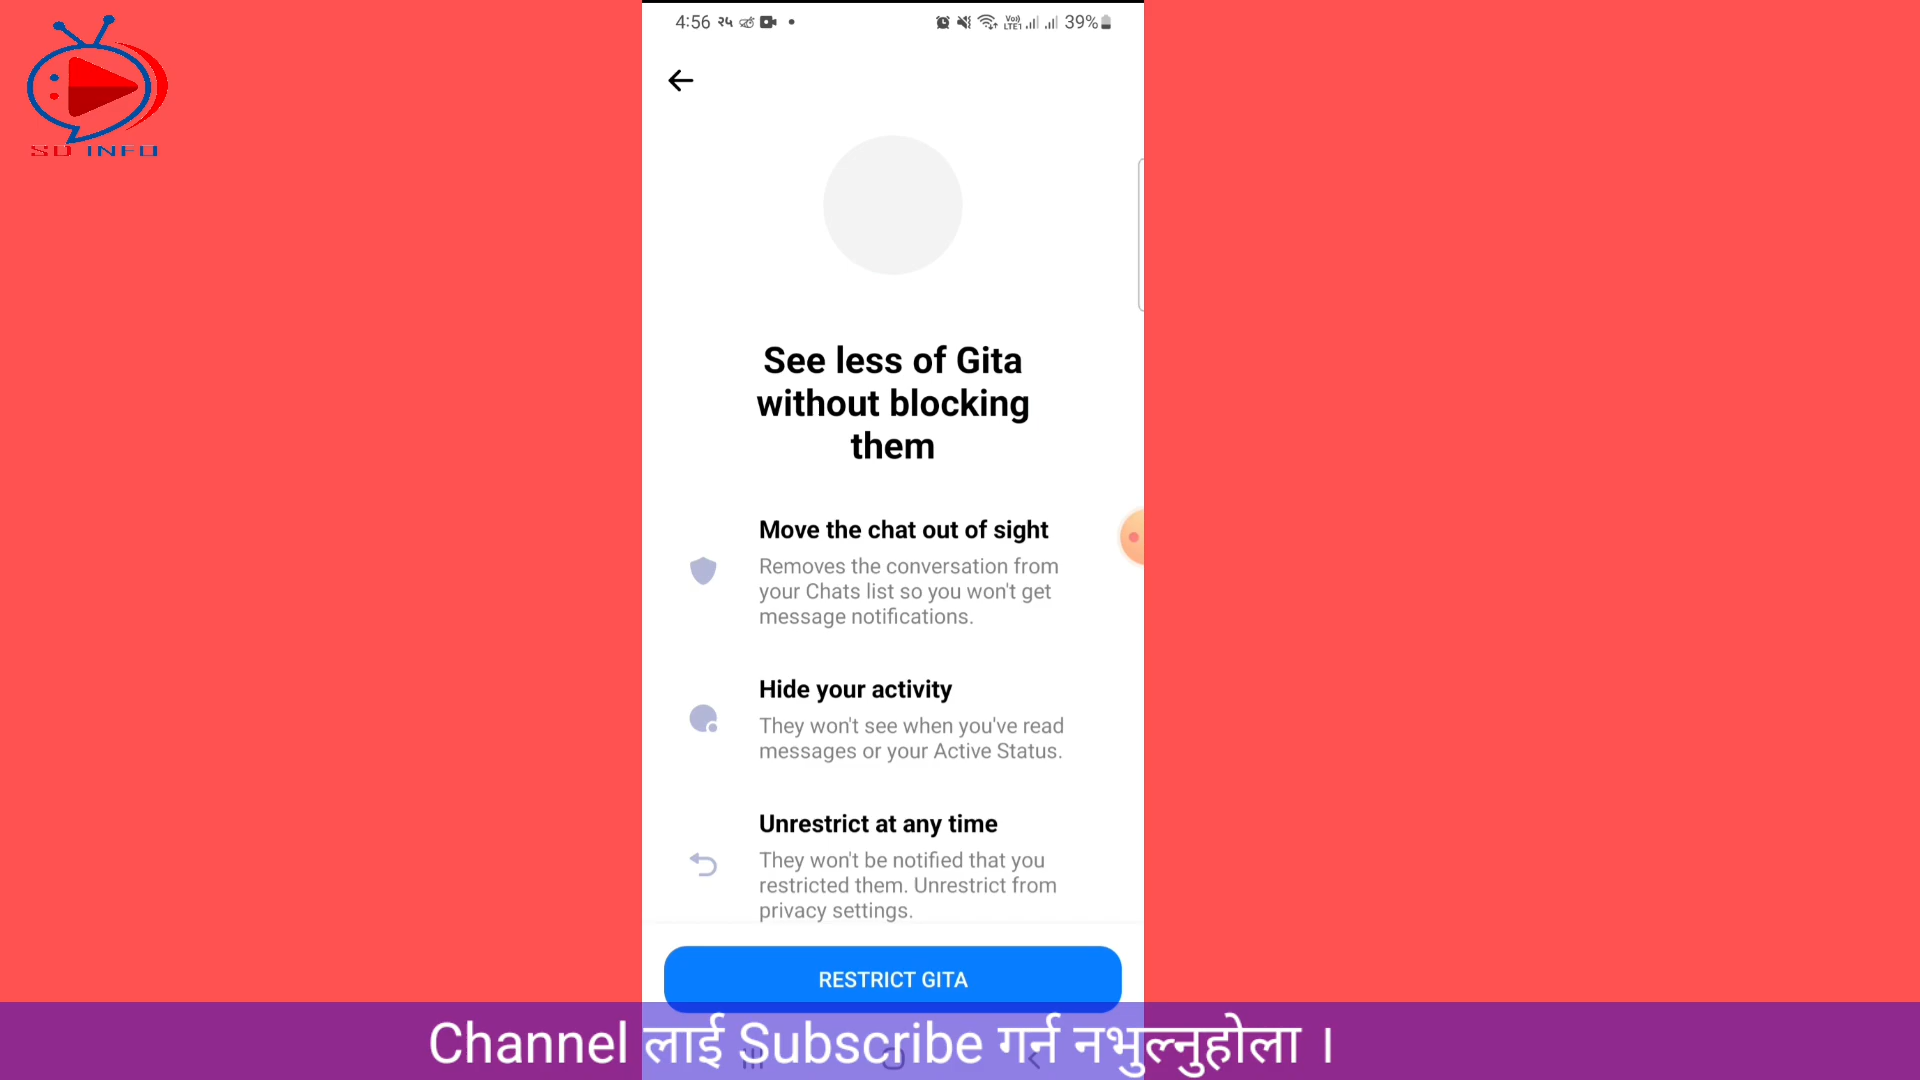 4:56 २५
Vo)) LTE1 39%
SD INFO
See less of Gita
without blocking
them
Move the chat out of sight
Removes the conversation from
your Chats list so you won't get
message notifications.
Hide your activity
They won't see when you've read
messages or your Active Status.
Unrestrict at any time
They won't be notified that you
restricted them. Unrestrict from
privacy settings.
RESTRICT GITA
Channel लाई Subscribe गर्न नभुल्नुहोला ।